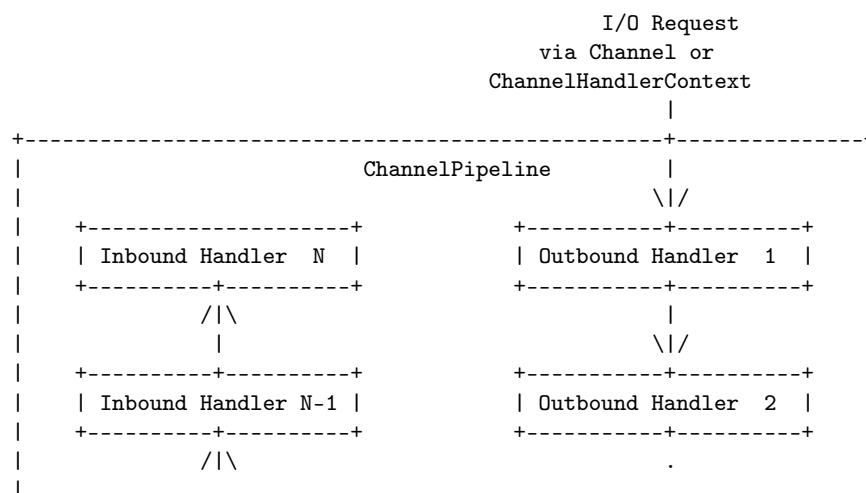 I/O Request
via Channel or
ChannelHandlerContext
|
+---------------------------------------------------+---------------+
| ChannelPipeline |
| \|/
| +---------------------+ +-----------+----------+
| | Inbound Handler N | | Outbound Handler 1 |
| +----------+----------+ +-----------+----------+
| /|\ |
| | \|/
| +----------+----------+ +-----------+----------+
| | Inbound Handler N-1 | | Outbound Handler 2 |
| +----------+----------+ +-----------+----------+
| /|\ .
|